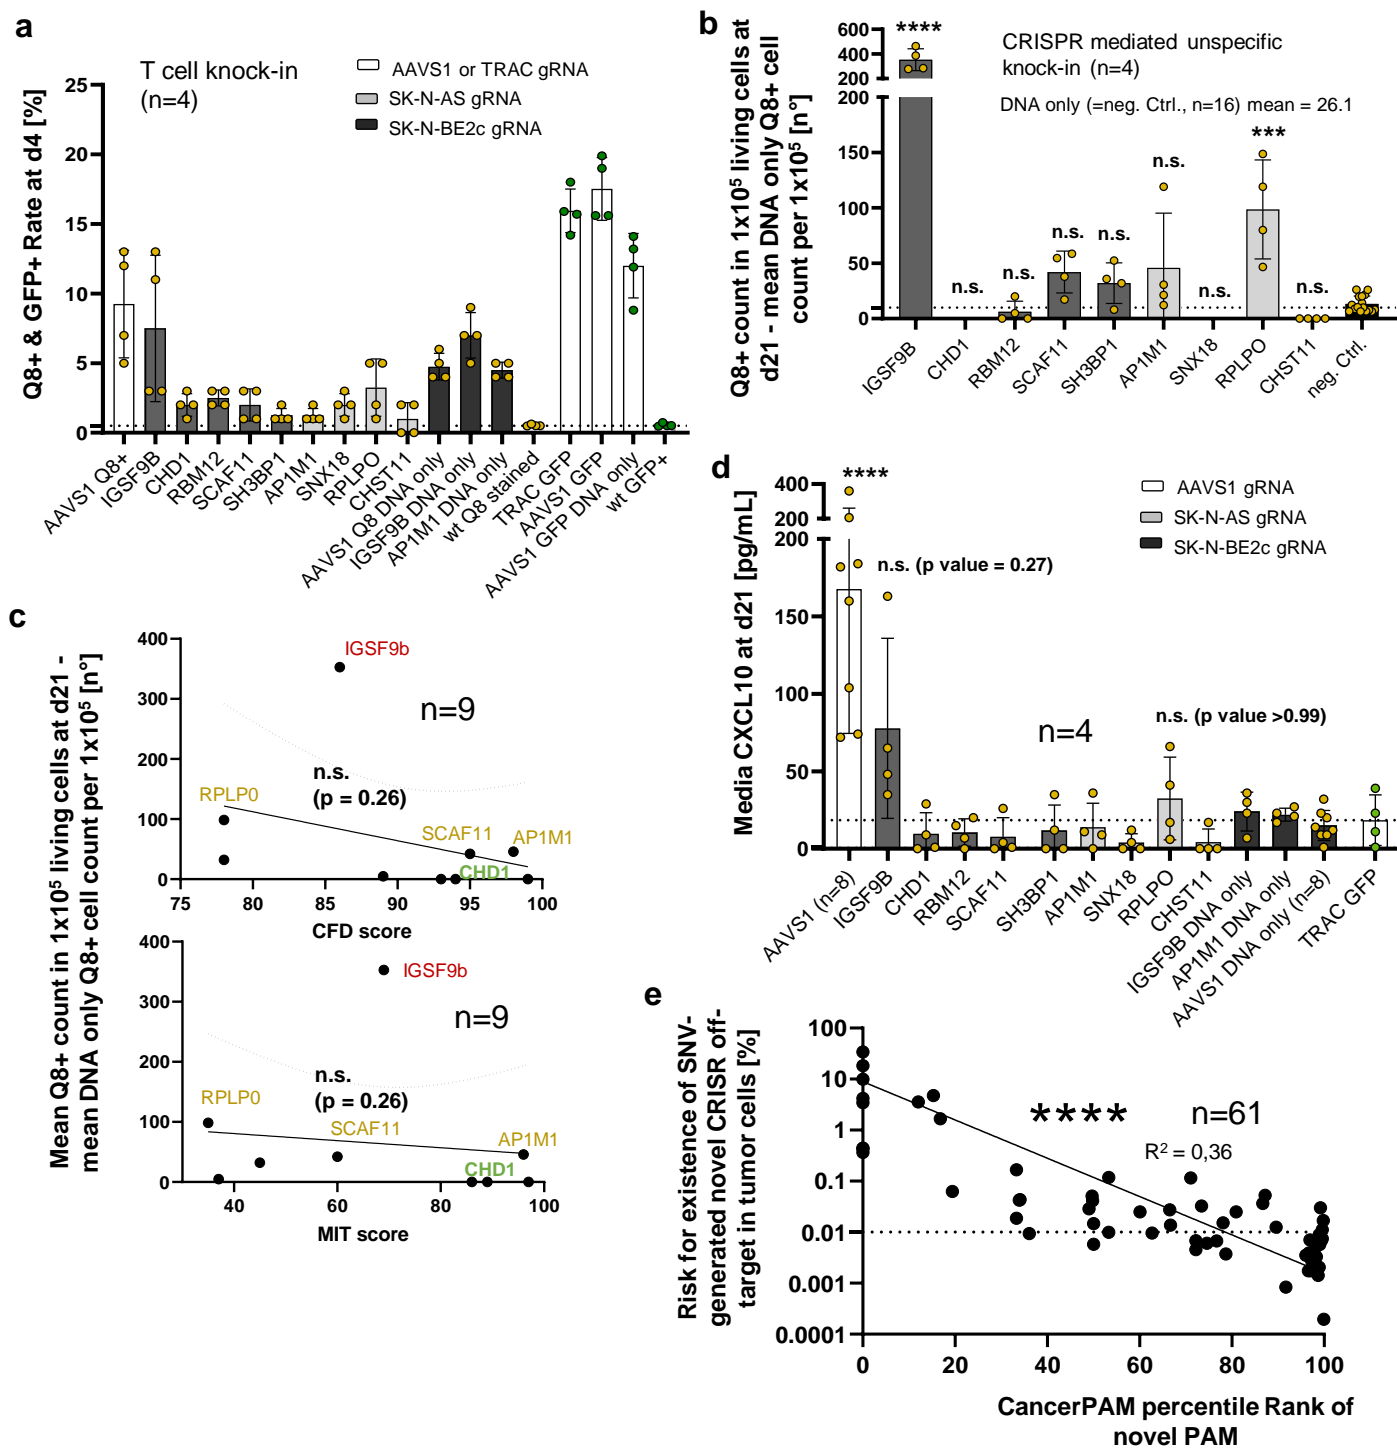 a
Q8+ & GFP+ Rate at d4 [%]
T cell knock-in
(n=4)
AAVS1 or TRAC gRNA
SK-N-AS gRNA
SK-N-BE2c gRNA
25
20
15
10
5
0
AAVS1 Q8+
IGSF9B
CHD1
RBM12
SCAF11
SH3BP1
AP1M1
SNX18
RPLPO
CHST11
AAVS1 Q8 DNA only
IGSF9B DNA only
AP1M1 DNA only
wt Q8 stained
TRAC GFP
AAVS1 GFP
AAVS1 GFP DNA only
wt GFP+
b
Q8+ count in 1x10⁵ living cells at
d21 - mean DNA only Q8+ cell
count per 1x10⁵ [n°]
CRISPR mediated unspecific
knock-in (n=4)
DNA only (=neg. Ctrl., n=16) mean = 26.1
600
400
200
200
150
100
50
0
****
n.s.
n.s.
n.s.
n.s.
n.s.
n.s.
***
n.s.
IGSF9B
CHD1
RBM12
SCAF11
SH3BP1
AP1M1
SNX18
RPLPO
CHST11
neg. Ctrl.
c
Mean Q8+ count in 1x10⁵ living cells at d21 -
mean DNA only Q8+ cell count per 1x10⁵ [n°]
400
300
200
100
0
IGSF9b
n=9
n.s.
(p = 0.26)
RPLP0
SCAF11
AP1M1
CHD1
75 80 85 90 95 100
CFD score
400
300
200
100
0
IGSF9b
n=9
n.s.
(p = 0.26)
RPLP0
SCAF11
AP1M1
CHD1
40 60 80 100
MIT score
d
Media CXCL10 at d21 [pg/mL]
400
200
200
150
100
50
0
****
n.s. (p value = 0.27)
n=4
n.s. (p value >0.99)
AAVS1 gRNA
SK-N-AS gRNA
SK-N-BE2c gRNA
AAVS1 (n=8)
IGSF9B
CHD1
RBM12
SCAF11
SH3BP1
AP1M1
SNX18
RPLPO
CHST11
IGSF9B DNA only
AP1M1 DNA only
AAVS1 DNA only (n=8)
TRAC GFP
e
Risk for existence of SNV-
generated novel CRISR off-
target in tumor cells [%]
100
10
1
0.1
0.01
0.001
0.0001
****
n=61
R² = 0,36
0 20 40 60 80 100
CancerPAM percentile Rank of
novel PAM